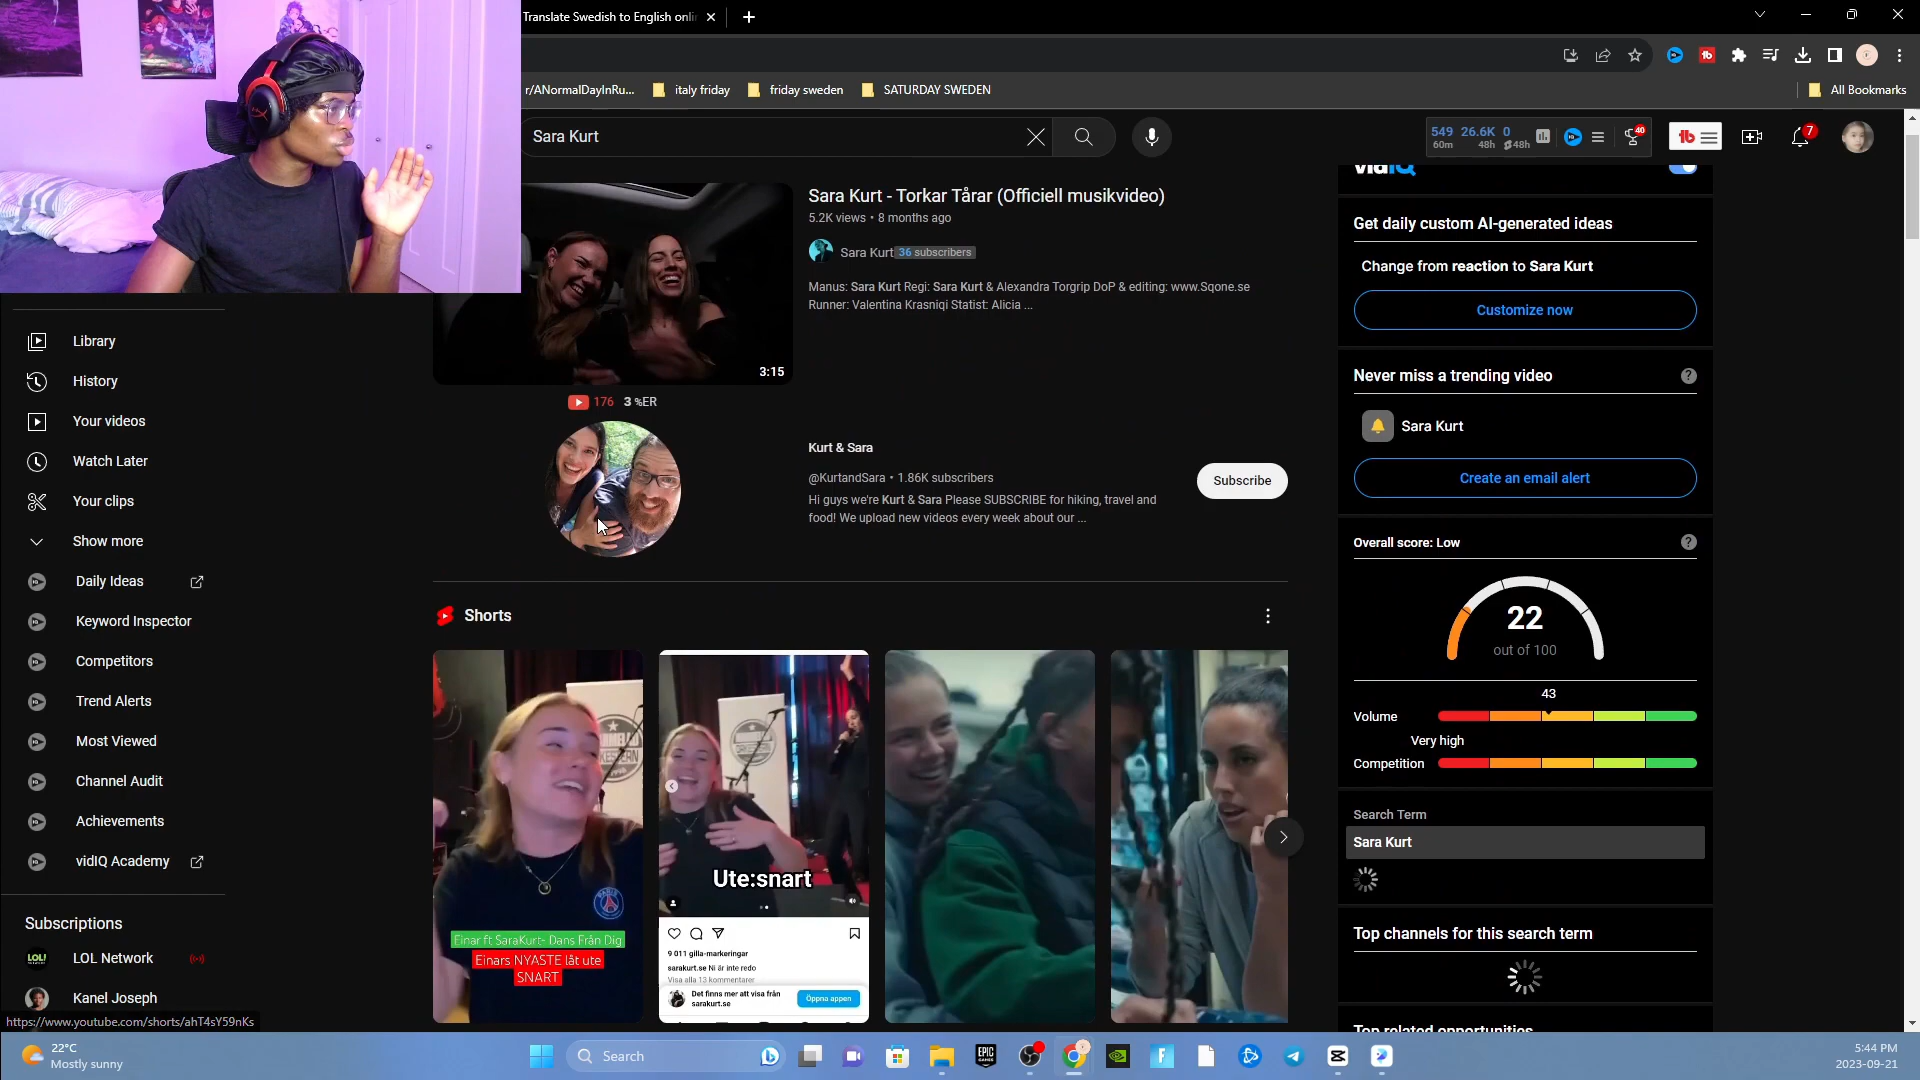 Translate Swedish to English onli
r/ANormalDayInRu...
italy friday
friday sweden
SATURDAY SWEDEN
All Bookmarks
Sara Kurt
549 26.6K 0
60m 48h 48h
40
7
Library
History
Your videos
Watch Later
Your clips
Show more
Daily Ideas
Keyword Inspector
Competitors
Trend Alerts
Most Viewed
Channel Audit
Achievements
vidIQ Academy
Subscriptions
LOL Network
Kanel Joseph
https://www.youtube.com/shorts/ahT4sY59nKs
Sara Kurt - Torkar Tårar (Officiell musikvideo)
5.2K views • 8 months ago
Sara Kurt 36 subscribers
Manus: Sara Kurt Regi: Sara Kurt & Alexandra Torgrip DoP & editing: www.Sqone.se
Runner: Valentina Krasniqi Statist: Alicia ...
3:15
176 3 %ER
Kurt & Sara
@KurtandSara • 1.86K subscribers
Hi guys we're Kurt & Sara Please SUBSCRIBE for hiking, travel and
food! We upload new videos every week about our ...
Subscribe
Shorts
Einar ft SaraKurt- Dans Från Dig
Einars NYASTE låt ute
SNART
Ute:snart
9 011 gilla-markeringar
sarakurt.se Ni är inte redo
Visa alla 13 kommentarer
Det finns mer att visa från
sarakurt.se
Öppna appen
vidIQ
Get daily custom AI-generated ideas
Change from reaction to Sara Kurt
Customize now
Never miss a trending video
Sara Kurt
Create an email alert
Overall score: Low
22
out of 100
43
Volume
Very high
Competition
Search Term
Sara Kurt
Top channels for this search term
Top related opportunities
22°C
Mostly sunny
Search
EPIC
GAMES
5:44 PM
2023-09-21